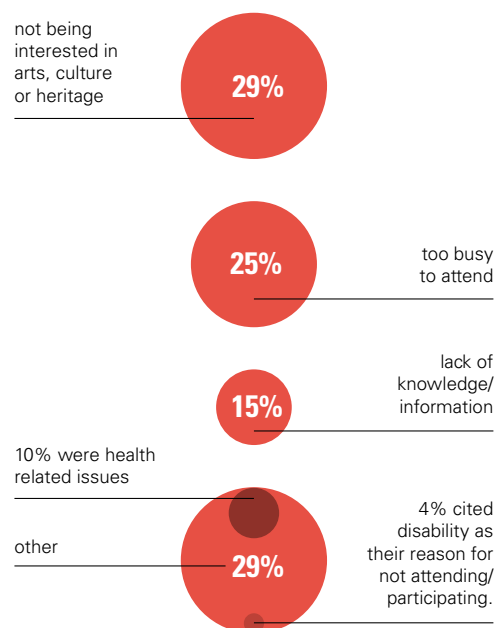 not being
interested in
arts, culture
or heritage
29%
25%
too busy
to attend
lack of
knowledge/
information
15%
10% were health
related issues
other
29%
4% cited
disability as
their reason for
not attending/
participating.